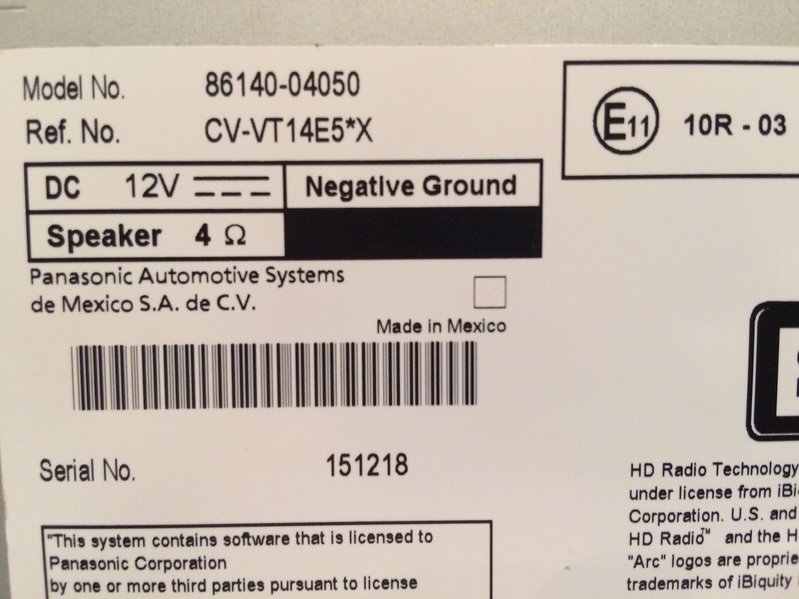 Model No. 86140-04050
Ref. No. CV-VT14E5*X
E11 10R - 03
DC 12V Negative Ground
Speaker 4 Ω
Panasonic Automotive Systems
de Mexico S.A. de C.V.
Made in Mexico
Serial No. 151218
"This system contains software that is licensed to
Panasonic Corporation
by one or more third parties pursuant to license
HD Radio Technology
under license from iBi
Corporation. U.S. and
HD Radio™ and the H
"Arc" logos are proprie
trademarks of iBiquity